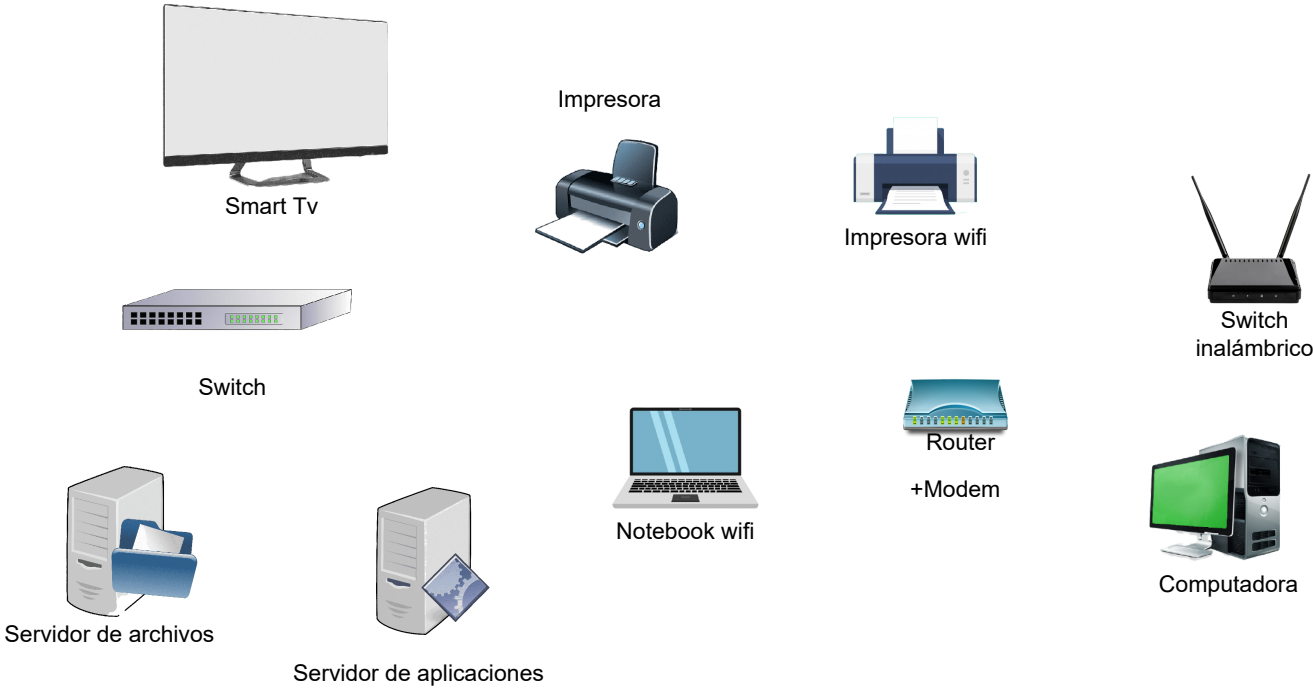 Impresora
Smart Tv
Impresora wifi
Switch
inalámbrico
Switch
Router
+Modem
Notebook wifi
Computadora
Servidor de archivos
Servidor de aplicaciones